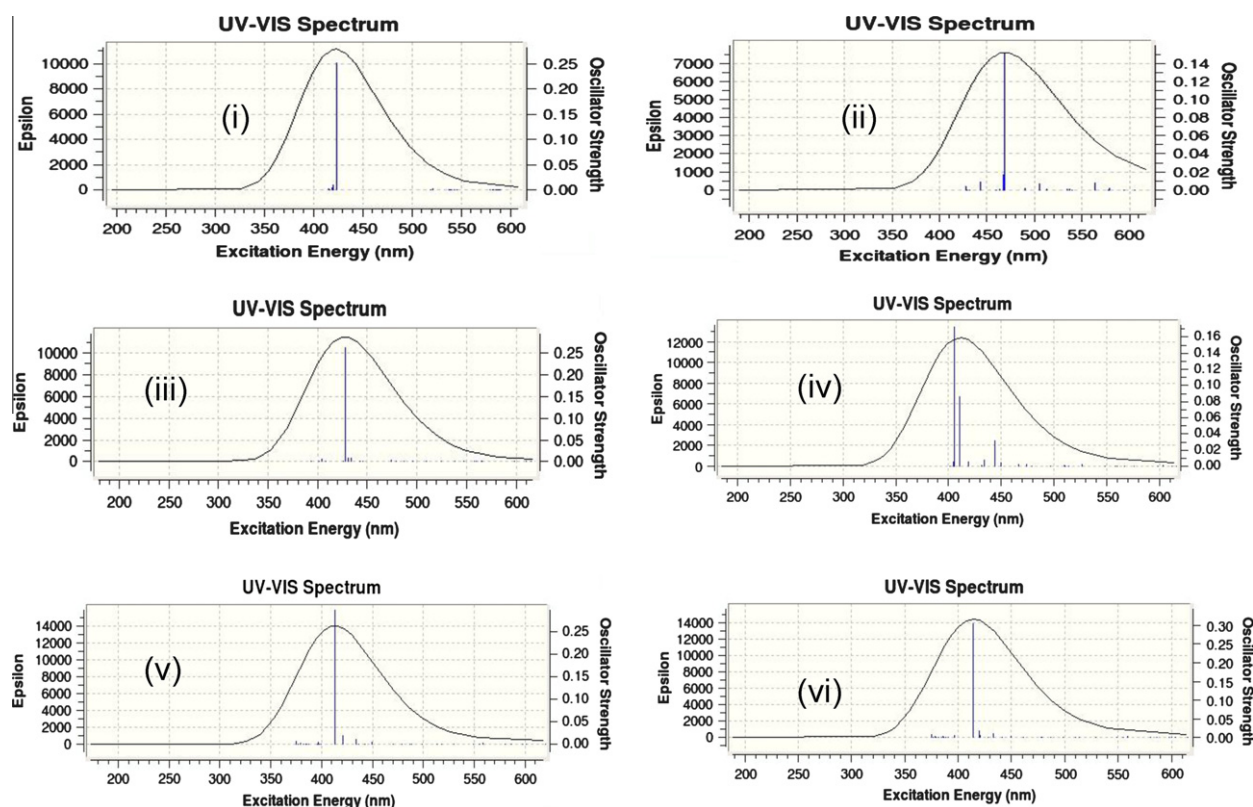 UV-VIS Spectrum
(i)
Epsilon
10000
8000
6000
4000
2000
0
0.25
0.20
0.15
0.10
0.05
0.00
Oscillator Strength
200 250 300 350 400 450 500 550 600
Excitation Energy (nm)
UV-VIS Spectrum
(ii)
Epsilon
7000
6000
5000
4000
3000
2000
1000
0
0.14
0.12
0.10
0.08
0.06
0.04
0.02
0.00
Oscillator Strength
200 250 300 350 400 450 500 550 600
Excitation Energy (nm)
UV-VIS Spectrum
(iii)
Epsilon
10000
8000
6000
4000
2000
0
0.25
0.20
0.15
0.10
0.05
0.00
Oscillator Strength
200 250 300 350 400 450 500 550 600
Excitation Energy (nm)
UV-VIS Spectrum
(iv)
Epsilon
12000
10000
8000
6000
4000
2000
0
0.16
0.14
0.12
0.10
0.08
0.06
0.04
0.02
0.00
Oscillator Strength
200 250 300 350 400 450 500 550 600
Excitation Energy (nm)
UV-VIS Spectrum
(v)
Epsilon
14000
12000
10000
8000
6000
4000
2000
0
0.25
0.20
0.15
0.10
0.05
0.00
Oscillator Strength
200 250 300 350 400 450 500 550 600
Excitation Energy (nm)
UV-VIS Spectrum
(vi)
Epsilon
14000
12000
10000
8000
6000
4000
2000
0
0.30
0.25
0.20
0.15
0.10
0.05
0.00
Oscillator Strength
200 250 300 350 400 450 500 550 600
Excitation Energy (nm)